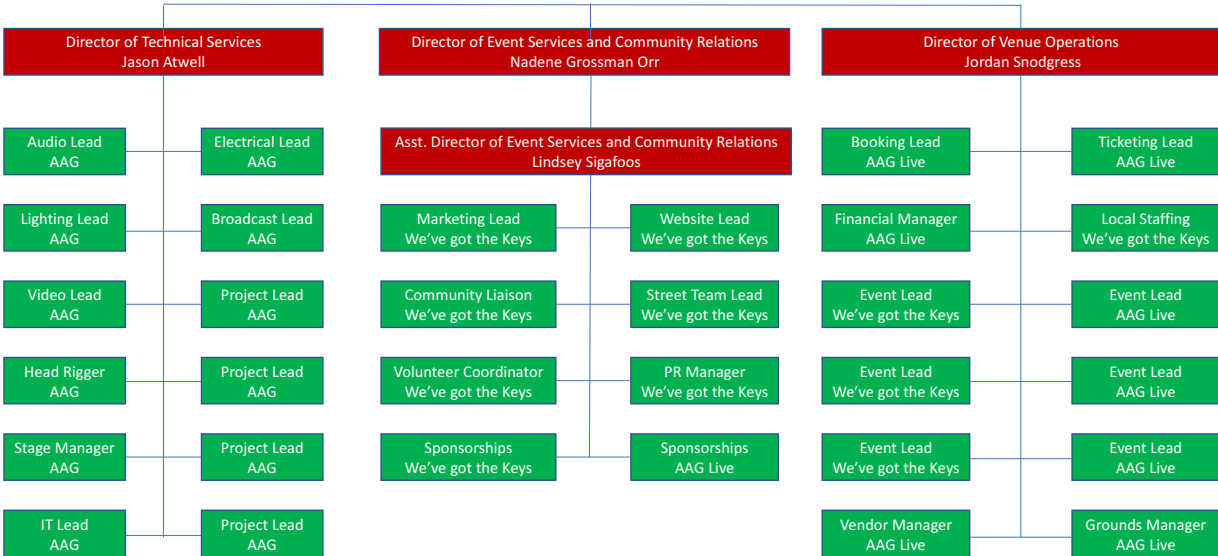 Director of Technical Services
Jason Atwell
Director of Event Services and Community Relations
Nadene Grossman Orr
Director of Venue Operations
Jordan Snodgress
Audio Lead
AAG
Electrical Lead
AAG
Asst. Director of Event Services and Community Relations
Lindsey Sigafoos
Booking Lead
AAG Live
Ticketing Lead
AAG Live
Lighting Lead
AAG
Broadcast Lead
AAG
Marketing Lead
We've got the Keys
Website Lead
We've got the Keys
Financial Manager
AAG Live
Local Staffing
We've got the Keys
Video Lead
AAG
Project Lead
AAG
Community Liaison
We've got the Keys
Street Team Lead
We've got the Keys
Event Lead
We've got the Keys
Event Lead
AAG Live
Head Rigger
AAG
Project Lead
AAG
Volunteer Coordinator
We've got the Keys
PR Manager
We've got the Keys
Event Lead
We've got the Keys
Event Lead
AAG Live
Stage Manager
AAG
Project Lead
AAG
Sponsorships
We've got the Keys
Sponsorships
AAG Live
Event Lead
We've got the Keys
Event Lead
AAG Live
IT Lead
AAG
Project Lead
AAG
Vendor Manager
AAG Live
Grounds Manager
AAG Live